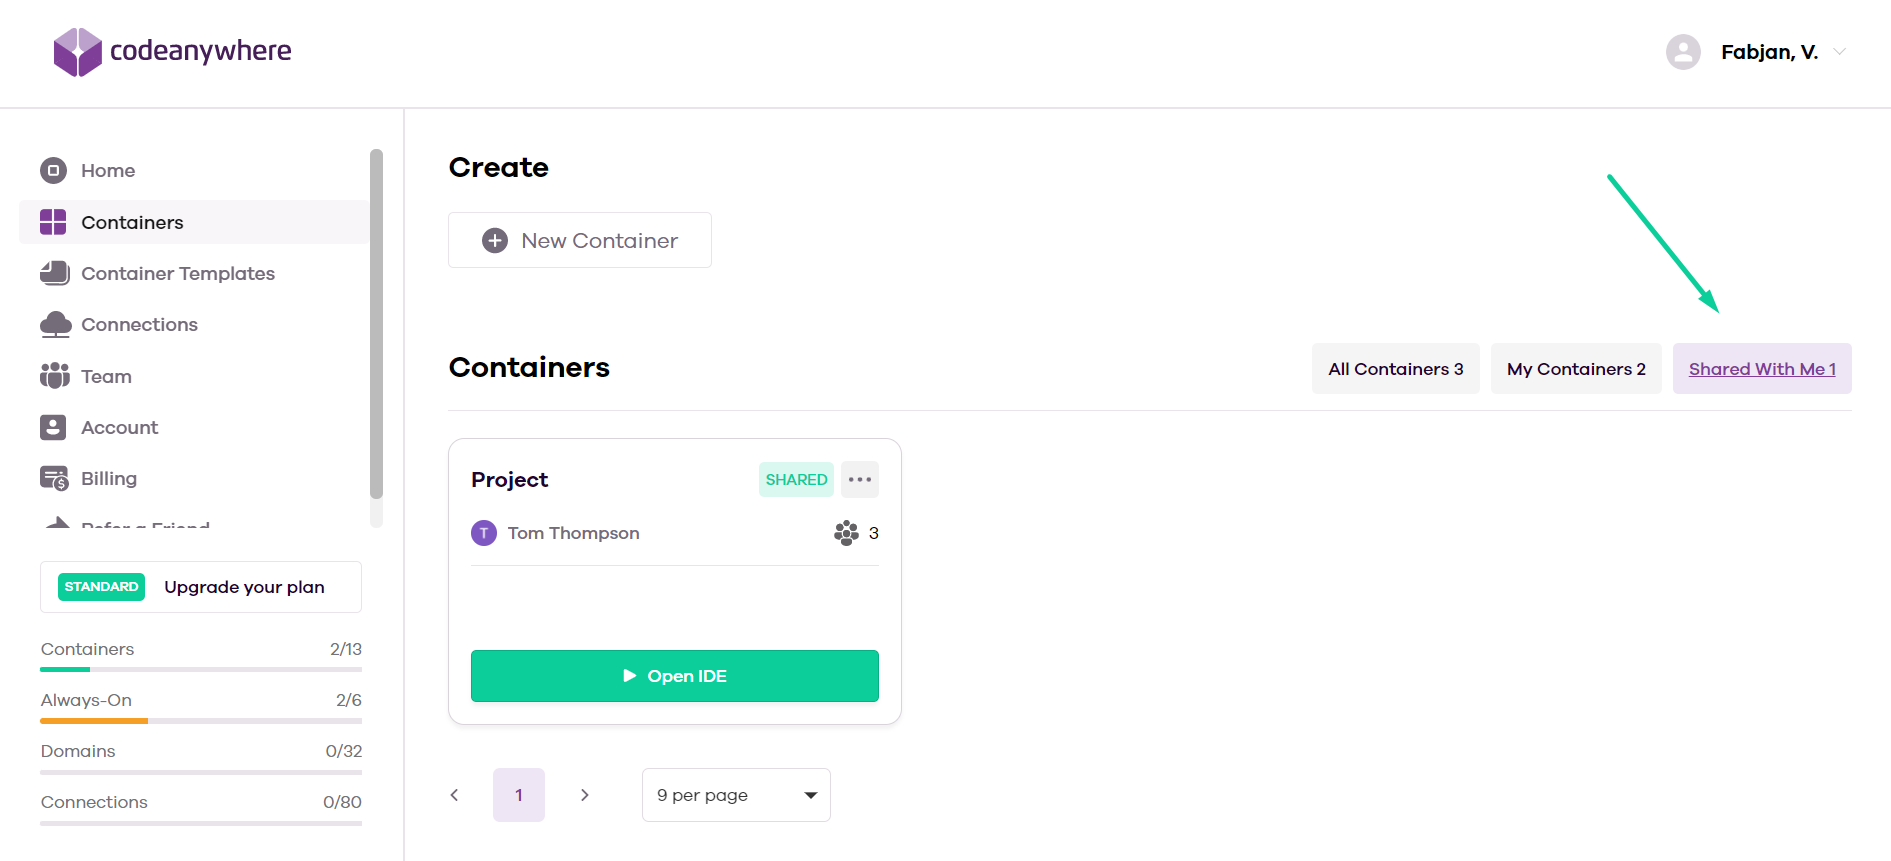 codeanywhere
Fabjan, V.
Home
Containers
Container Templates
Connections
Team
Account
Billing
Refer a Friend
STANDARD Upgrade your plan
Containers 2/13
Always-On 2/6
Domains 0/32
Connections 0/80
Create
New Container
Containers
All Containers 3
My Containers 2
Shared With Me 1
Project
SHARED
T Tom Thompson
3
Open IDE
1
9 per page